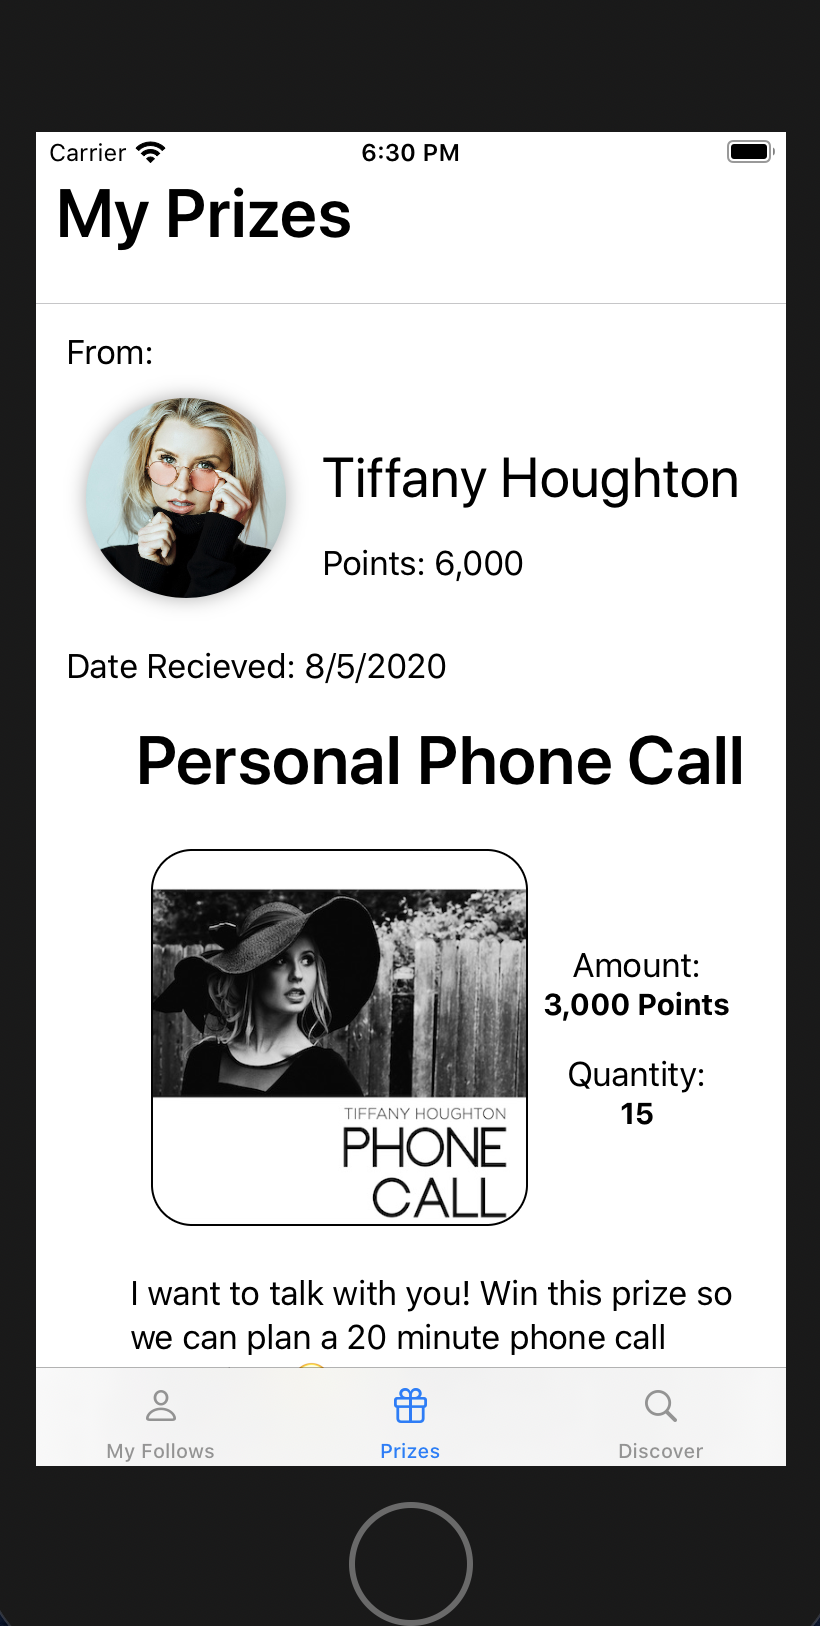 Carrier 6:30 PM
My Prizes
From:
Tiffany Houghton
Points: 6,000
Date Recieved: 8/5/2020
Personal Phone Call
TIFFANY HOUGHTON
PHONE
CALL
Amount:
3,000 Points
Quantity:
15
I want to talk with you! Win this prize so
we can plan a 20 minute phone call
My Follows Prizes Discover